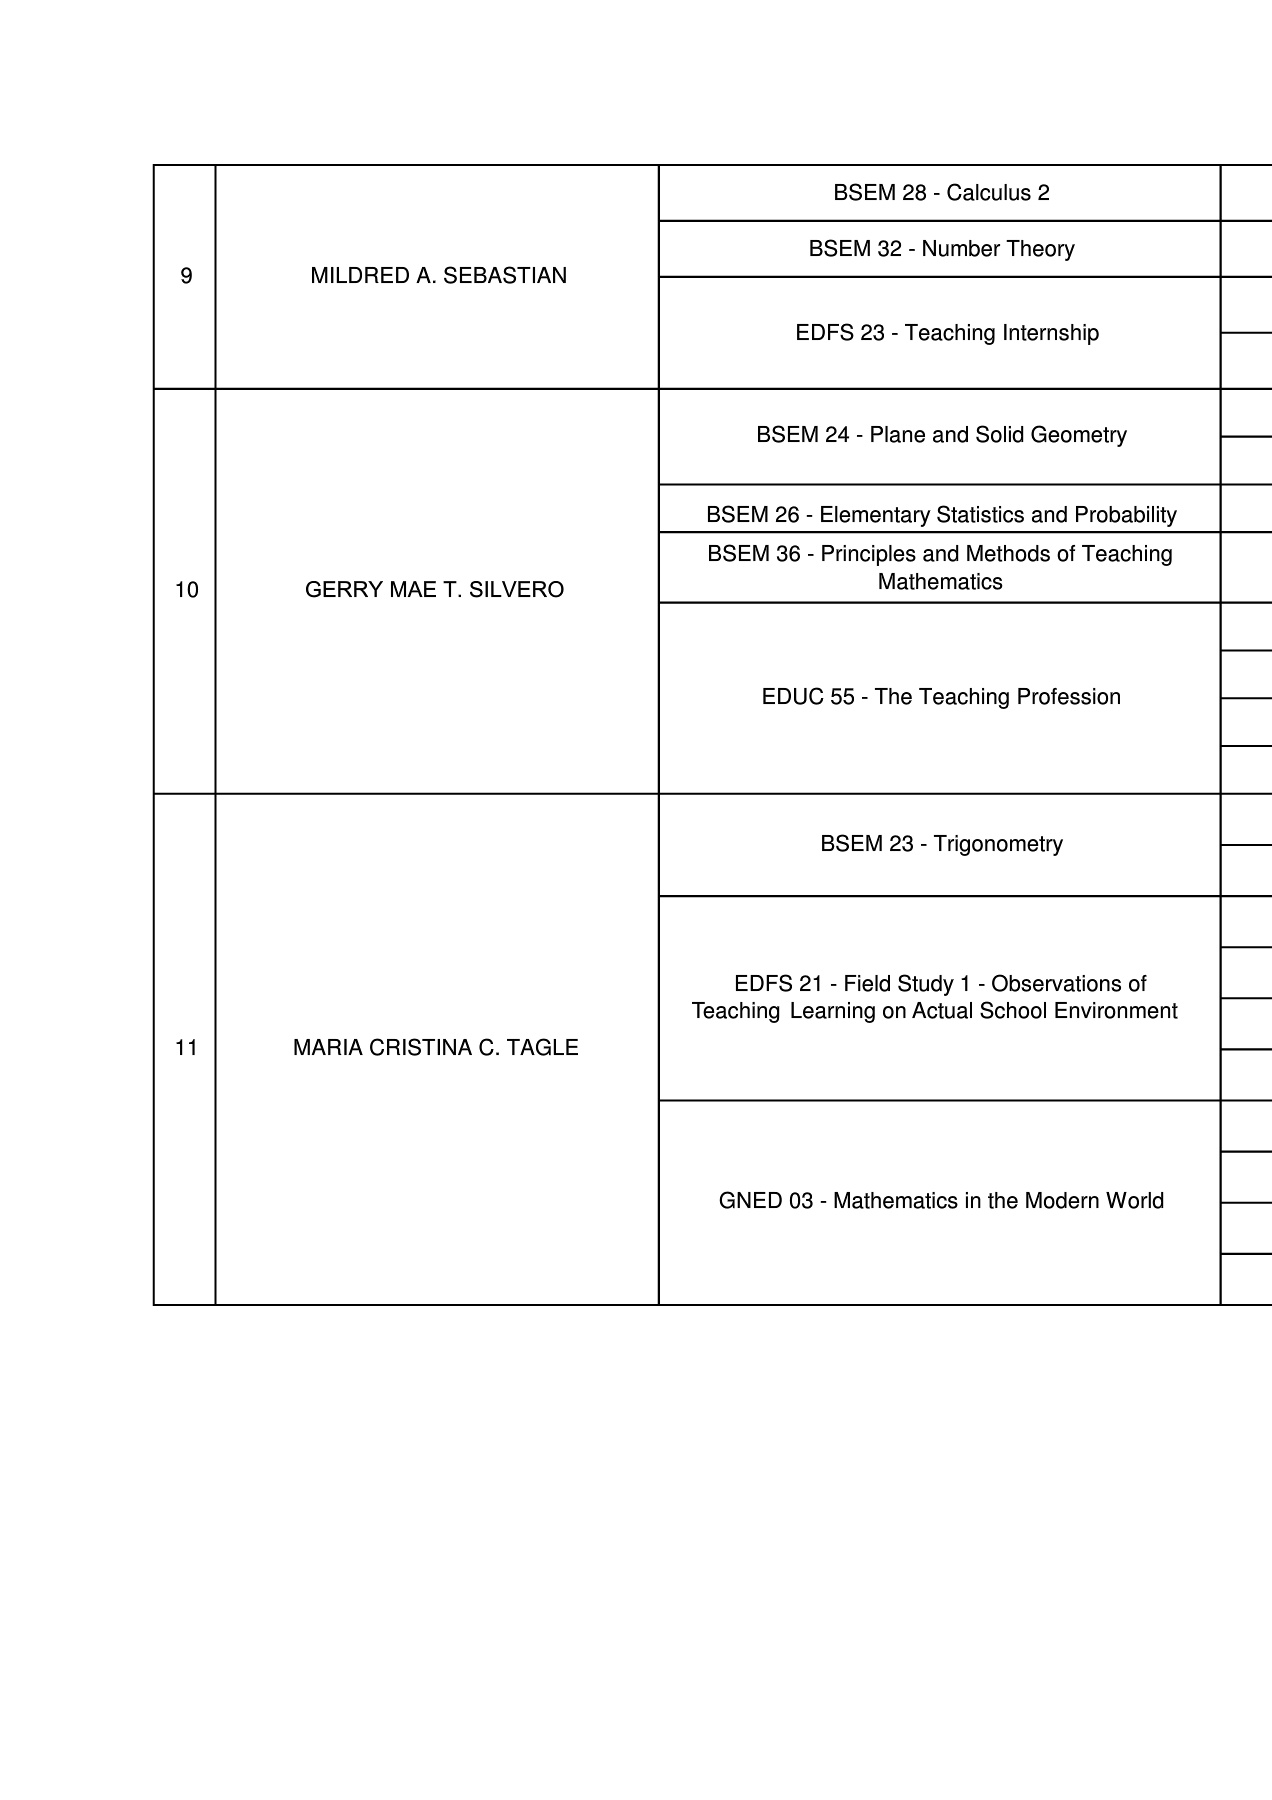 9
MILDRED A. SEBASTIAN
BSEM 28 - Calculus 2
BSEM 32 - Number Theory
EDFS 23 - Teaching Internship
10
GERRY MAE T. SILVERO
BSEM 24 - Plane and Solid Geometry
BSEM 26 - Elementary Statistics and Probability
BSEM 36 - Principles and Methods of Teaching
Mathematics
EDUC 55 - The Teaching Profession
11
MARIA CRISTINA C. TAGLE
BSEM 23 - Trigonometry
EDFS 21 - Field Study 1 - Observations of
Teaching Learning on Actual School Environment
GNED 03 - Mathematics in the Modern World